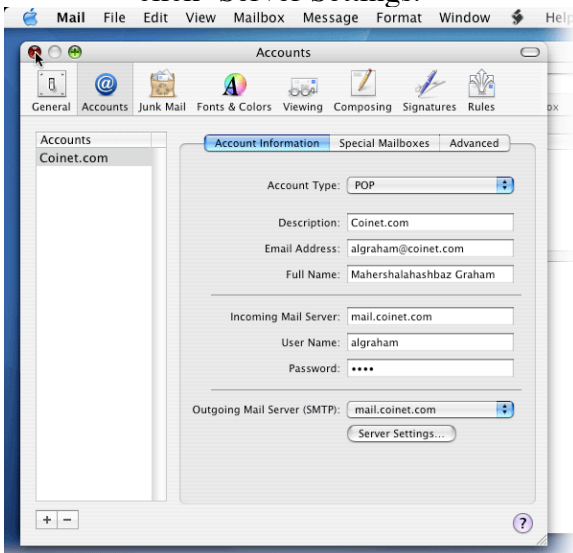 Mail File Edit View Mailbox Message Format Window Help
Accounts
General Accounts Junk Mail Fonts & Colors Viewing Composing Signatures Rules
Accounts
Coinet.com
Account Information Special Mailboxes Advanced
Account Type: POP
Description: Coinet.com
Email Address: algraham@coinet.com
Full Name: Mahershalahashbaz Graham
Incoming Mail Server: mail.coinet.com
User Name: algraham
Password: ••••
Outgoing Mail Server (SMTP): mail.coinet.com
Server Settings...
+ - ?